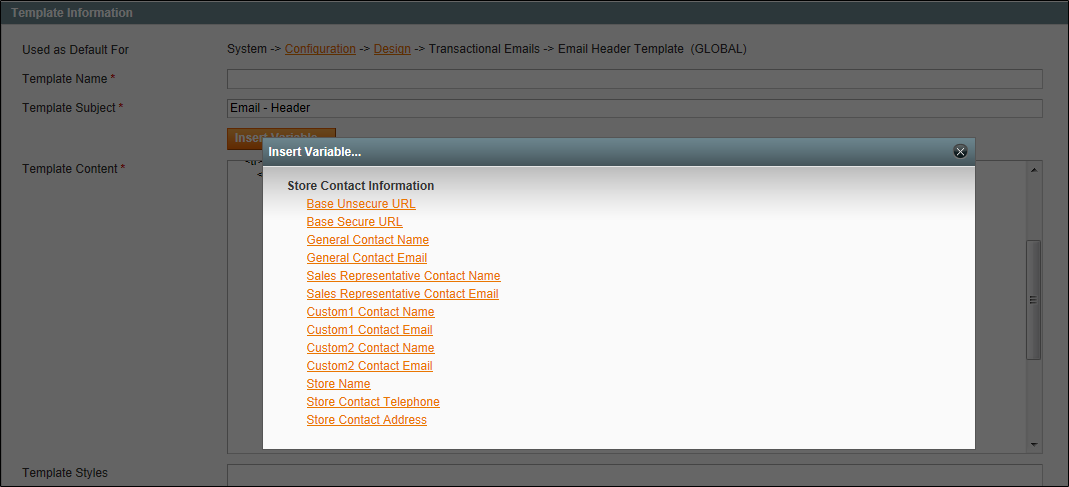 Template Information
Used as Default For System -> Configuration -> Design -> Transactional Emails -> Email Header Template (GLOBAL)
Template Name *
Template Subject * Email - Header
Insert Variable...
Insert Variable...
Template Content *
Store Contact Information
Base Unsecure URL
Base Secure URL
General Contact Name
General Contact Email
Sales Representative Contact Name
Sales Representative Contact Email
Custom1 Contact Name
Custom1 Contact Email
Custom2 Contact Name
Custom2 Contact Email
Store Name
Store Contact Telephone
Store Contact Address
Template Styles